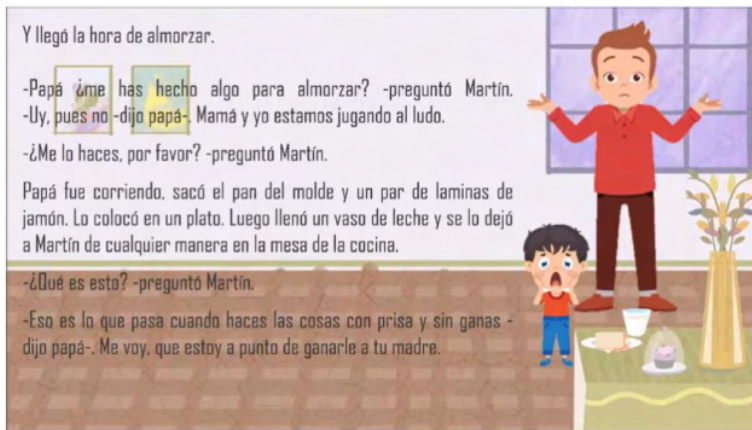 Y llegó la hora de almorzar.
-Papá ¿me has hecho algo para almorzar? -preguntó Martín.
-Uy, pues no -dijo papá-. Mamá y yo estamos jugando al ludo.
-¿Me lo haces, por favor? -preguntó Martín.
Papá fue corriendo, sacó el pan del molde y un par de laminas de
jamón. Lo colocó en un plato. Luego llenó un vaso de leche y se lo dejó
a Martín de cualquier manera en la mesa de la cocina.
-¿Qué es esto? -preguntó Martín.
-Eso es lo que pasa cuando haces las cosas con prisa y sin ganas -
dijo papá-. Me voy, que estoy a punto de ganarle a tu madre.